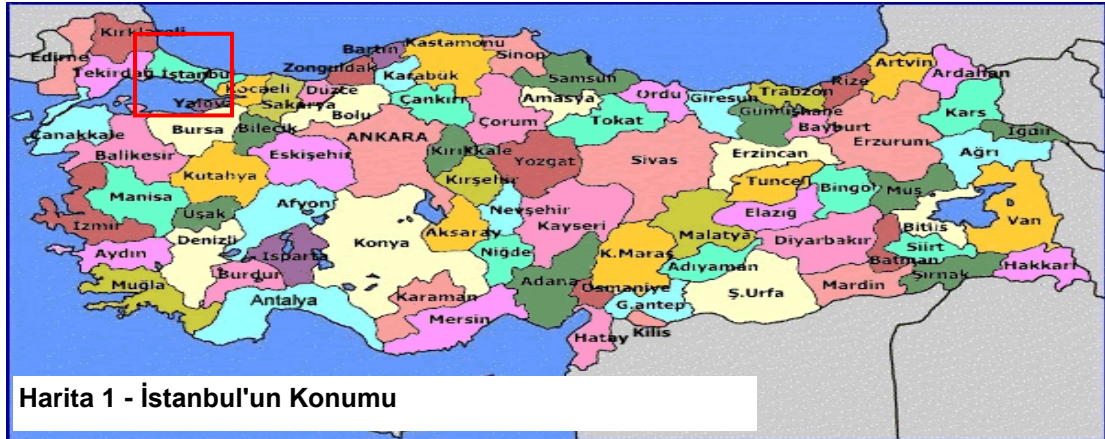 Kırklareli
Edirne
Tekirdağ
İstanbul
Kocaeli
Yalova
Sakarya
Düzce
Zonguldak
Bartın
Karabük
Kastamonu
Sinop
Samsun
Ordu
Giresun
Trabzon
Rize
Artvin
Ardahan
Kars
Iğdır
Ağrı
Erzurum
Bayburt
Gümüşhane
Çankırı
Amasya
Tokat
Çorum
Bolu
ANKARA
Kırıkkale
Yozgat
Sivas
Erzincan
Çanakkale
Bursa
Bilecik
Eskişehir
Balikesir
Kutahya
Kırşehir
Tunceli
Bingöl
Muş
Van
Manisa
Uşak
Afyon
Nevşehir
Kayseri
Elazığ
Bitlis
İzmir
Denizli
Konya
Aksaray
Niğde
K.Maraş
Malatya
Diyarbakır
Siirt
Aydın
Isparta
Burdur
Adıyaman
Batman
Şırnak
Hakkari
Muğla
Antalya
Karaman
Mersin
Adana
Osmaniye
G.antep
Ş.Urfa
Mardin
Hatay
Kilis
Harita 1 - İstanbul'un Konumu